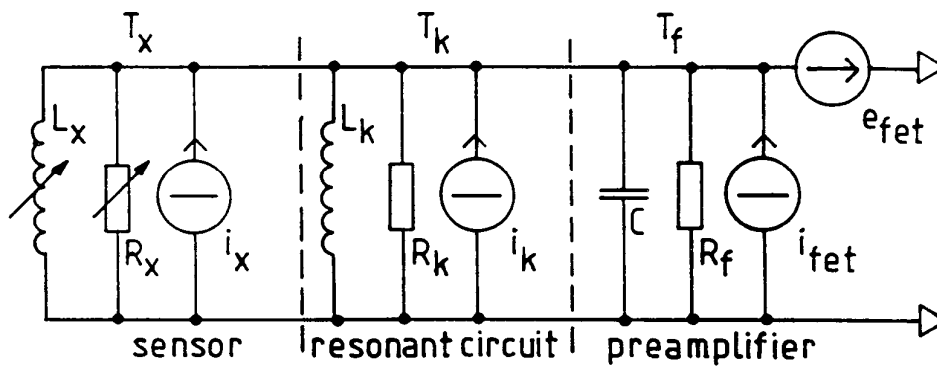 T_x T_k T_f
L_x L_k e_fet
R_x i_x R_k i_k C R_f i_fet
sensor resonant circuit preamplifier